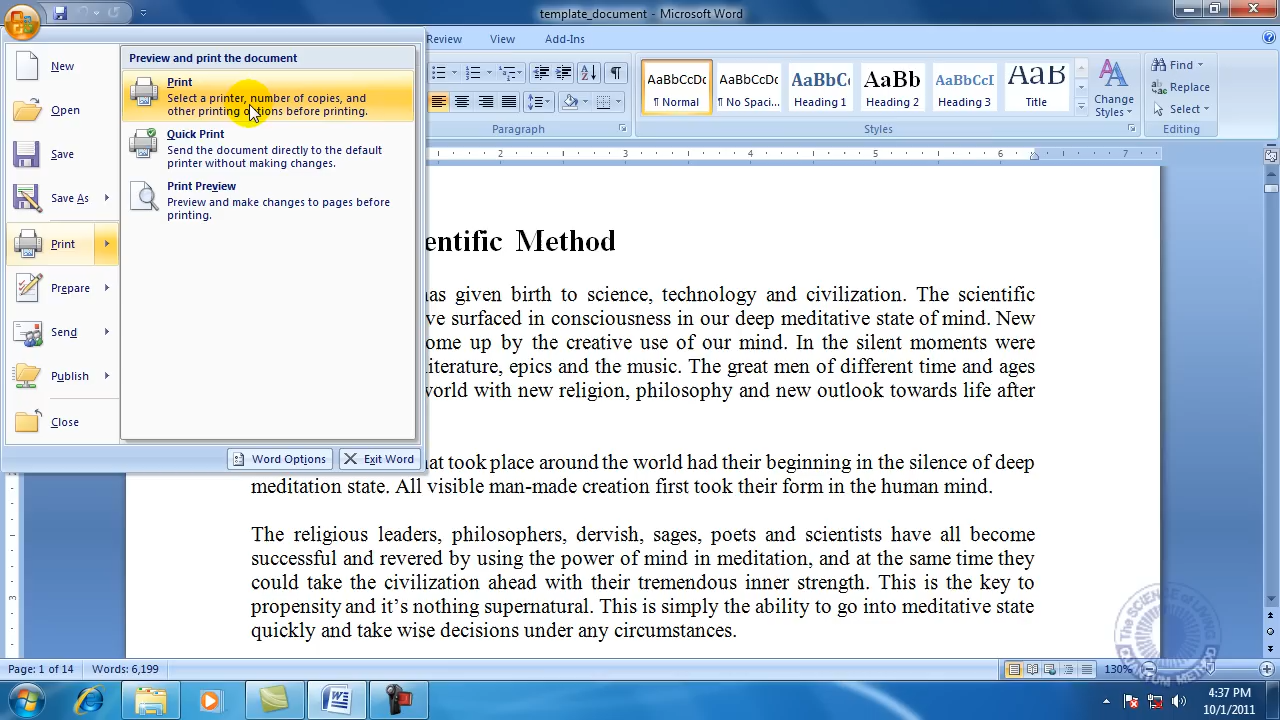 template_document - Microsoft Word
Review View Add-Ins
New
Open
Save
Save As
Print
Prepare
Send
Publish
Close
Preview and print the document
Print
Select a printer, number of copies, and
other printing options before printing.
Quick Print
Send the document directly to the default
printer without making changes.
Print Preview
Preview and make changes to pages before
printing.
Word Options Exit Word
Paragraph
AaBbCcDc AaBbCcDc AaBbC AaBb AaBbCcI AaBb
¶ Normal ¶ No Spaci... Heading 1 Heading 2 Heading 3 Title
Change
Styles
Styles
Find
Replace
Select
Editing
2 3 4 5 6 7
entific Method
has given birth to science, technology and civilization. The scientific
ve surfaced in consciousness in our deep meditative state of mind. New
ome up by the creative use of our mind. In the silent moments were
literature, epics and the music. The great men of different time and ages
world with new religion, philosophy and new outlook towards life after
at took place around the world had their beginning in the silence of deep
meditation state. All visible man-made creation first took their form in the human mind.
The religious leaders, philosophers, dervish, sages, poets and scientists have all become
successful and revered by using the power of mind in meditation, and at the same time they
could take the civilization ahead with their tremendous inner strength. This is the key to
propensity and it's nothing supernatural. This is simply the ability to go into meditative state
quickly and take wise decisions under any circumstances.
Page: 1 of 14 Words: 6,199 130%
4:37 PM
10/1/2011